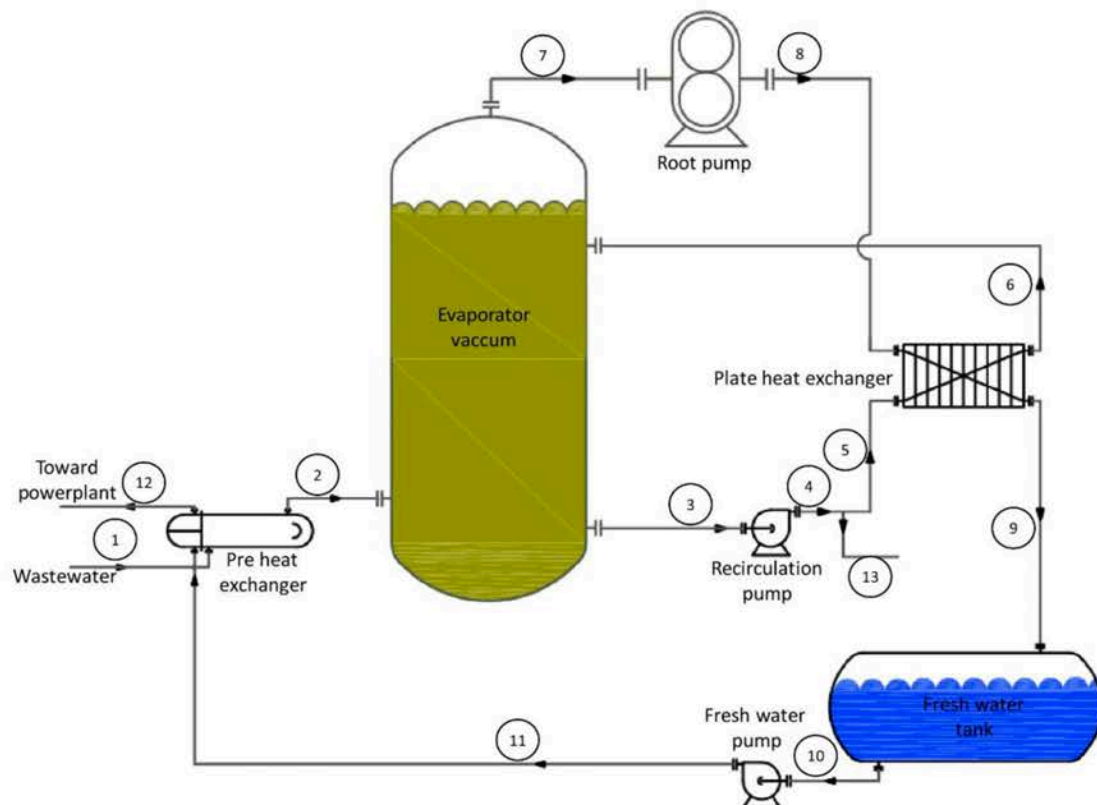 7
8
Root pump
6
Evaporator
vaccum
Plate heat exchanger
5
Toward
powerplant
12
2
4
3
1
9
Wastewater
Pre heat
exchanger
Recirculation
pump
13
Fresh water
tank
Fresh water
pump
11
10